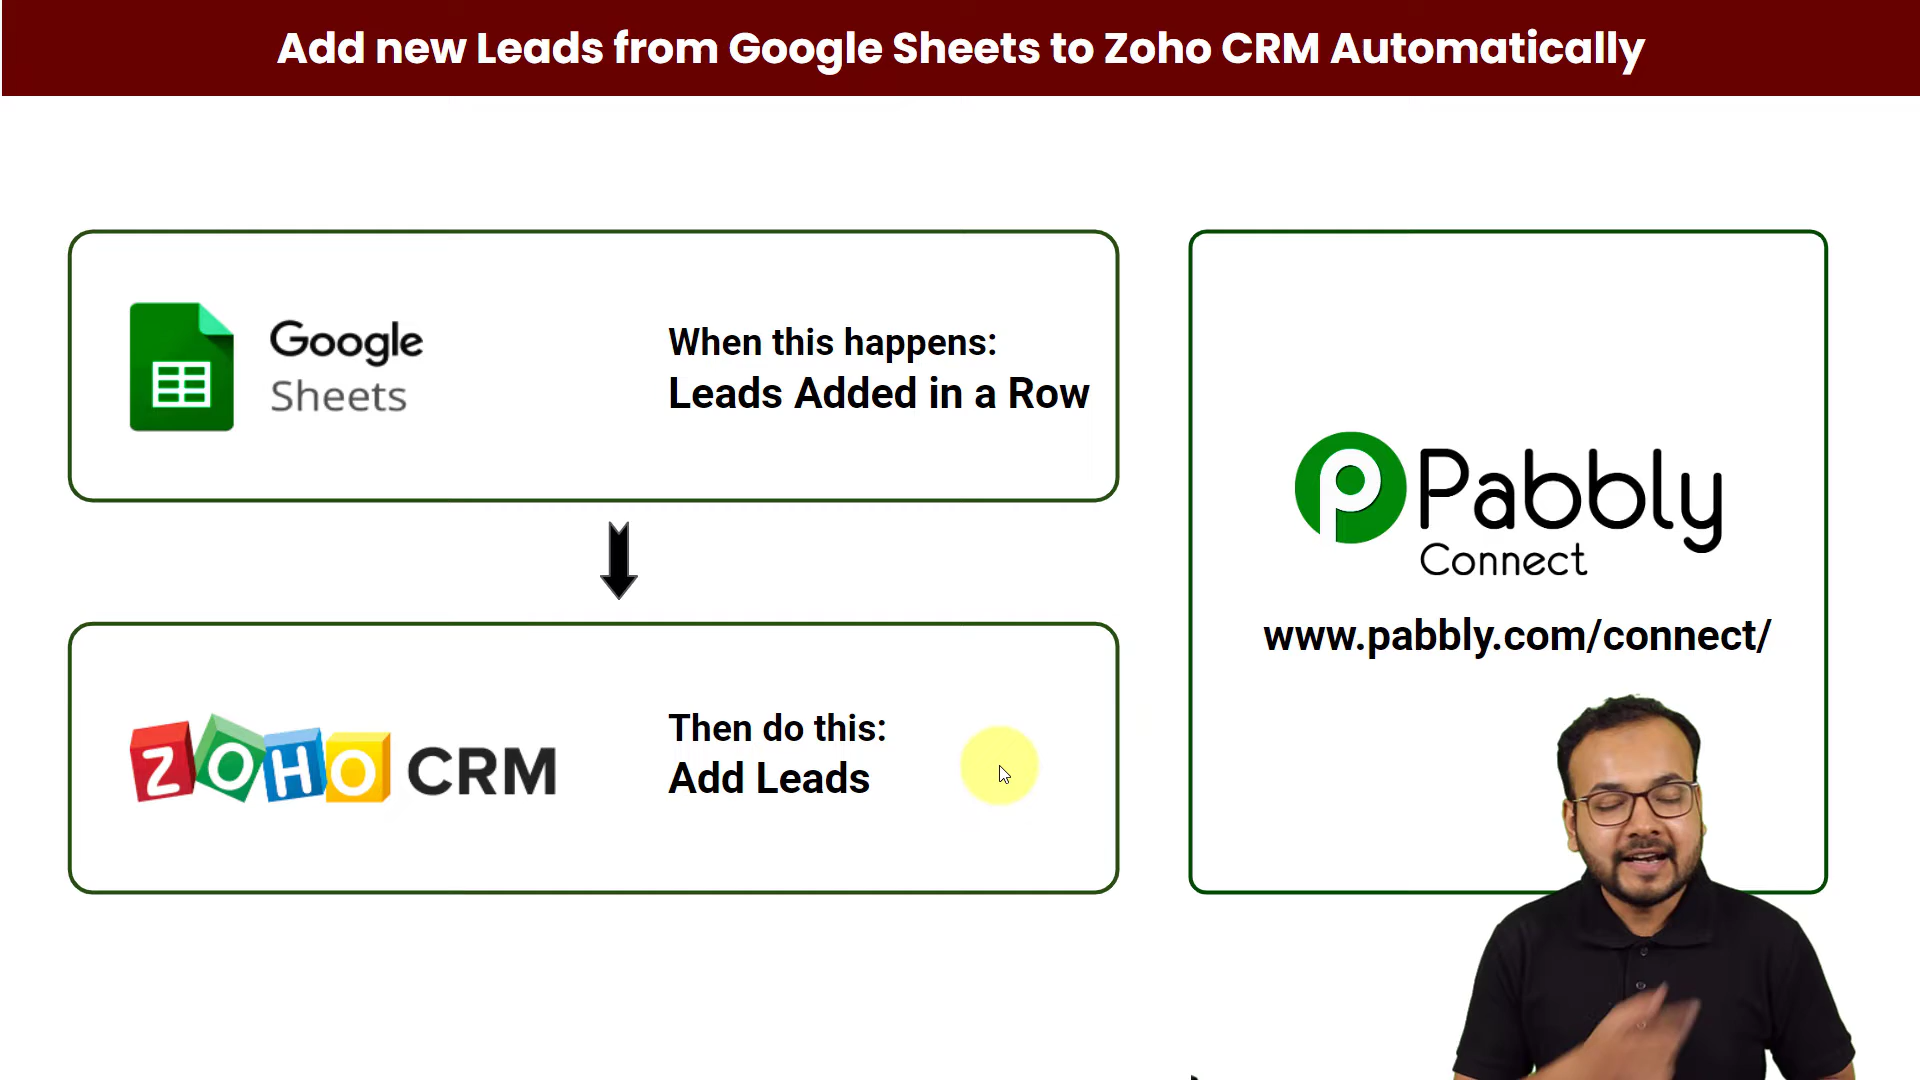 Add new Leads from Google Sheets to Zoho CRM Automatically
Google
Sheets
When this happens:
Leads Added in a Row
ZOHO CRM
Then do this:
Add Leads
Pabbly
Connect
www.pabbly.com/connect/